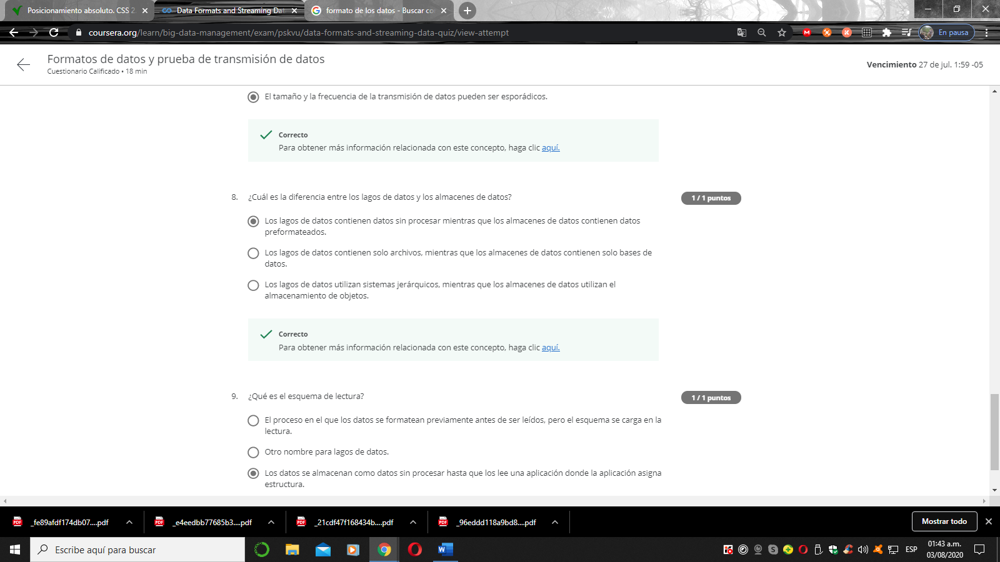 Posicionamiento absoluto. CSS 2.
Data Formats and Streaming Dat
formato de los datos - Buscar co
coursera.org/learn/big-data-management/exam/pskvu/data-formats-and-streaming-data-quiz/view-attempt
En pausa
Formatos de datos y prueba de transmisión de datos
Cuestionario Calificado • 18 min
Vencimiento 27 de jul. 1:59 -05
El tamaño y la frecuencia de la transmisión de datos pueden ser esporádicos.
Correcto
Para obtener más información relacionada con este concepto, haga clic aquí.
8. ¿Cuál es la diferencia entre los lagos de datos y los almacenes de datos?
1 / 1 puntos
Los lagos de datos contienen datos sin procesar mientras que los almacenes de datos contienen datos
preformateados.
Los lagos de datos contienen solo archivos, mientras que los almacenes de datos contienen solo bases de
datos.
Los lagos de datos utilizan sistemas jerárquicos, mientras que los almacenes de datos utilizan el
almacenamiento de objetos.
Correcto
Para obtener más información relacionada con este concepto, haga clic aquí.
9. ¿Qué es el esquema de lectura?
1 / 1 puntos
El proceso en el que los datos se formatean previamente antes de ser leídos, pero el esquema se carga en la
lectura.
Otro nombre para lagos de datos.
Los datos se almacenan como datos sin procesar hasta que los lee una aplicación donde la aplicación asigna
estructura.
_fe89afdf174db07....pdf
_e4eedbb77685b3....pdf
_21cdf47f168434b....pdf
_96eddd118a9bd8....pdf
Mostrar todo
Escribe aquí para buscar
ESP
01:43 a.m.
03/08/2020